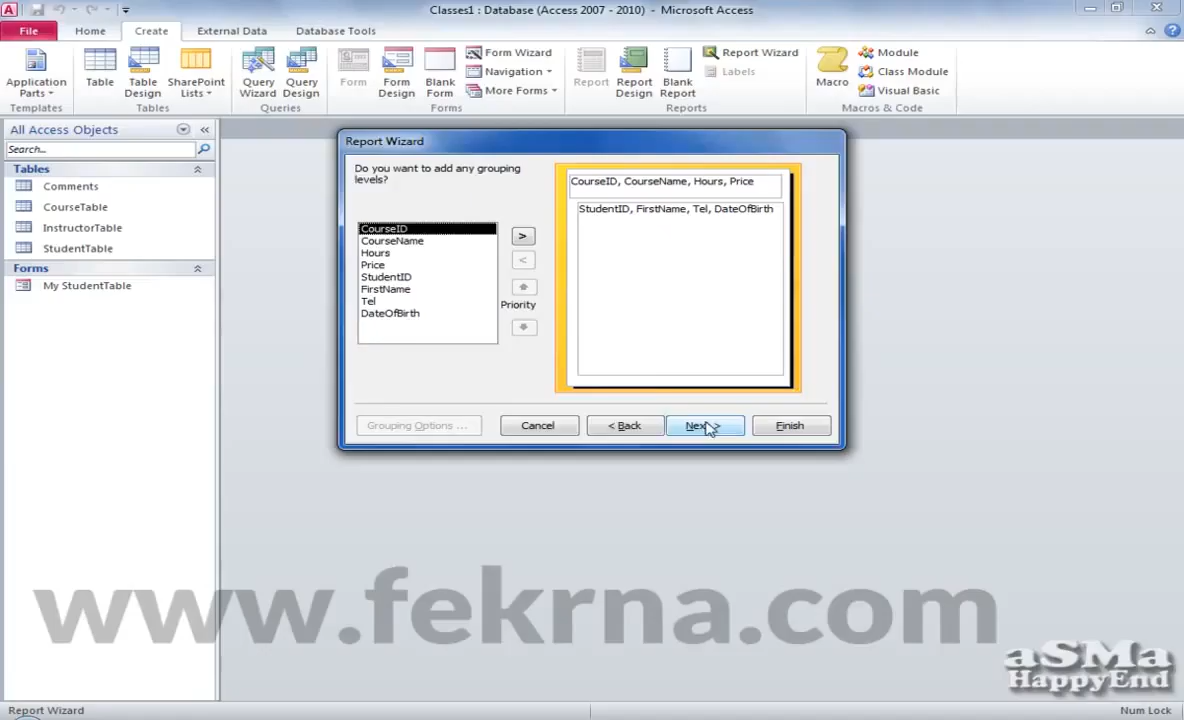 Classes1 : Database (Access 2007 - 2010) - Microsoft Access
File Home Create External Data Database Tools
Application Parts
Table
Table Design
SharePoint Lists
Query Wizard
Query Design
Form
Form Design
Blank Form
Form Wizard
Navigation
More Forms
Report
Report Design
Blank Report
Report Wizard
Labels
Macro
Module
Class Module
Visual Basic
Templates Tables Queries Forms Reports Macros & Code
All Access Objects
Search...
Tables
Comments
CourseTable
InstructorTable
StudentTable
Forms
My StudentTable
Report Wizard
Do you want to add any grouping
levels?
CourseID
CourseName
Hours
Price
StudentID
FirstName
Tel
DateOfBirth
>
<
Priority
CourseID, CourseName, Hours, Price
StudentID, FirstName, Tel, DateOfBirth
Grouping Options ... Cancel < Back Next > Finish
www.fekrna.com
aSMa
HappyEnd
Report Wizard Num Lock